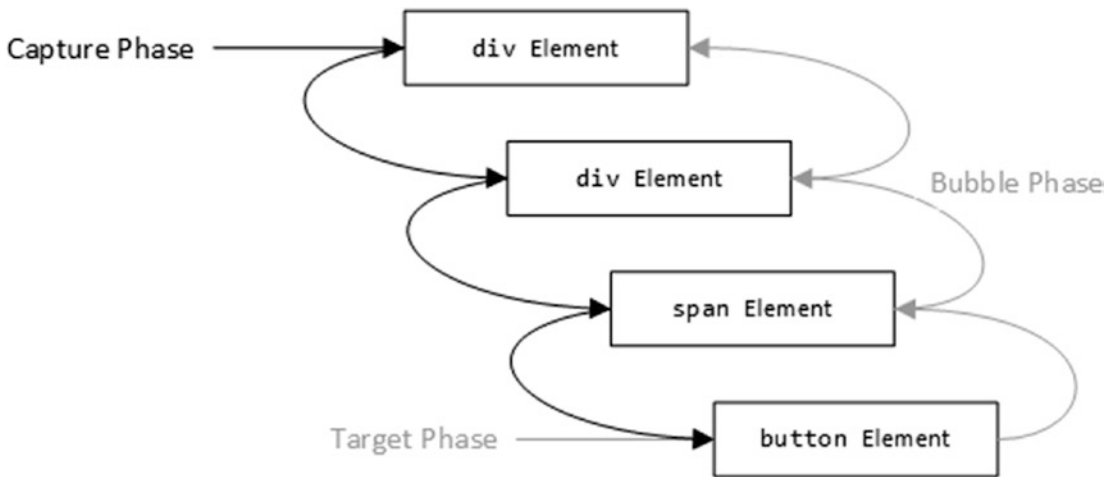 Capture Phase
div Element
div Element
Bubble Phase
span Element
Target Phase
button Element